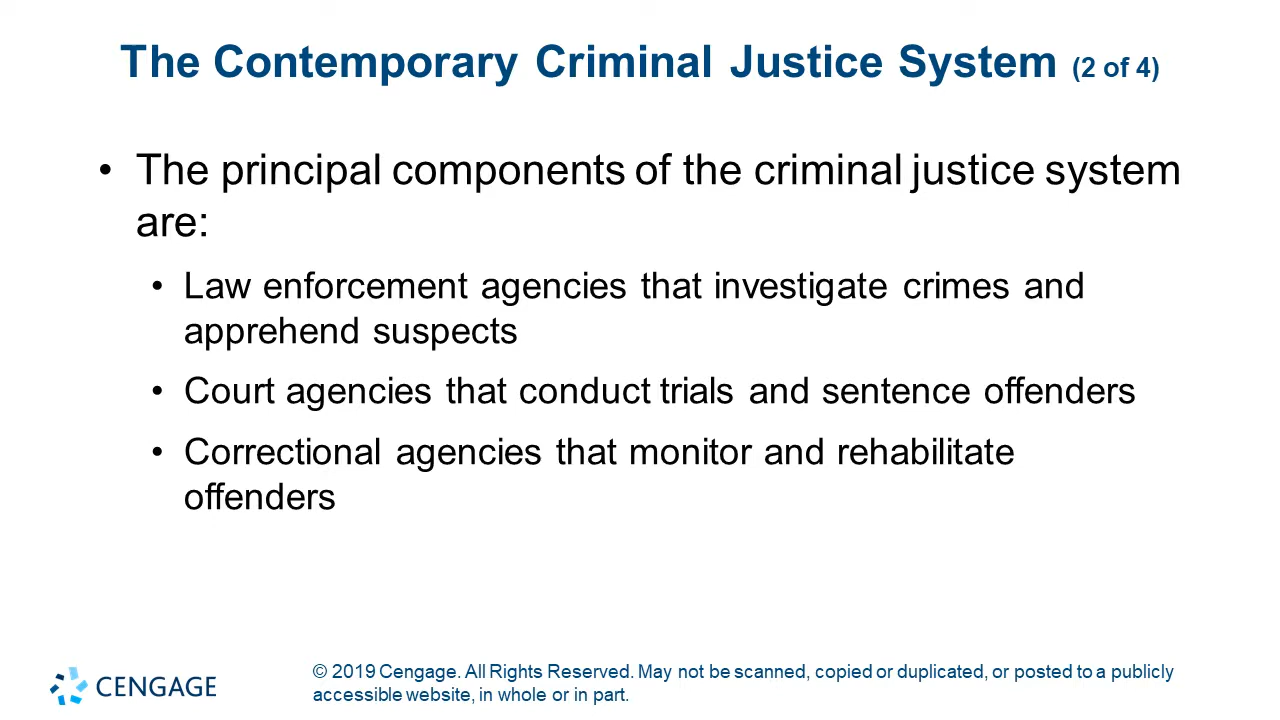 The Contemporary Criminal Justice System (2 of 4)
• The principal components of the criminal justice system
are:
• Law enforcement agencies that investigate crimes and
apprehend suspects
• Court agencies that conduct trials and sentence offenders
• Correctional agencies that monitor and rehabilitate
offenders
CENGAGE
© 2019 Cengage. All Rights Reserved. May not be scanned, copied or duplicated, or posted to a publicly
accessible website, in whole or in part.